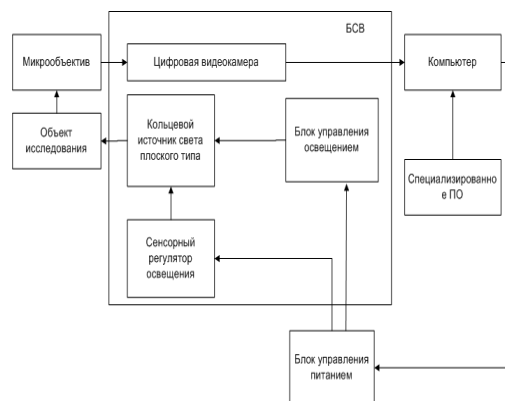 БСВ
Микрообъектив
Цифровая видеокамера
Компьютер
Объект
исследования
Кольцевой
источник света
плоского типа
Блок управления
освещением
Специализированно
е ПО
Сенсорный
регулятор
освещения
Блок управления
питанием